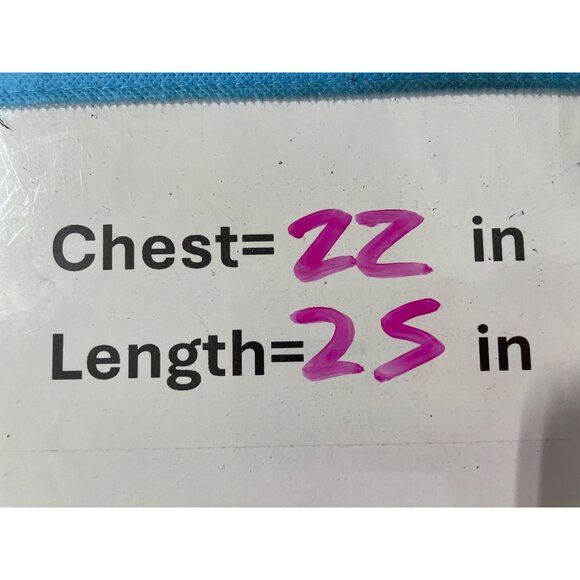 Chest= 22 in
Length=25 in